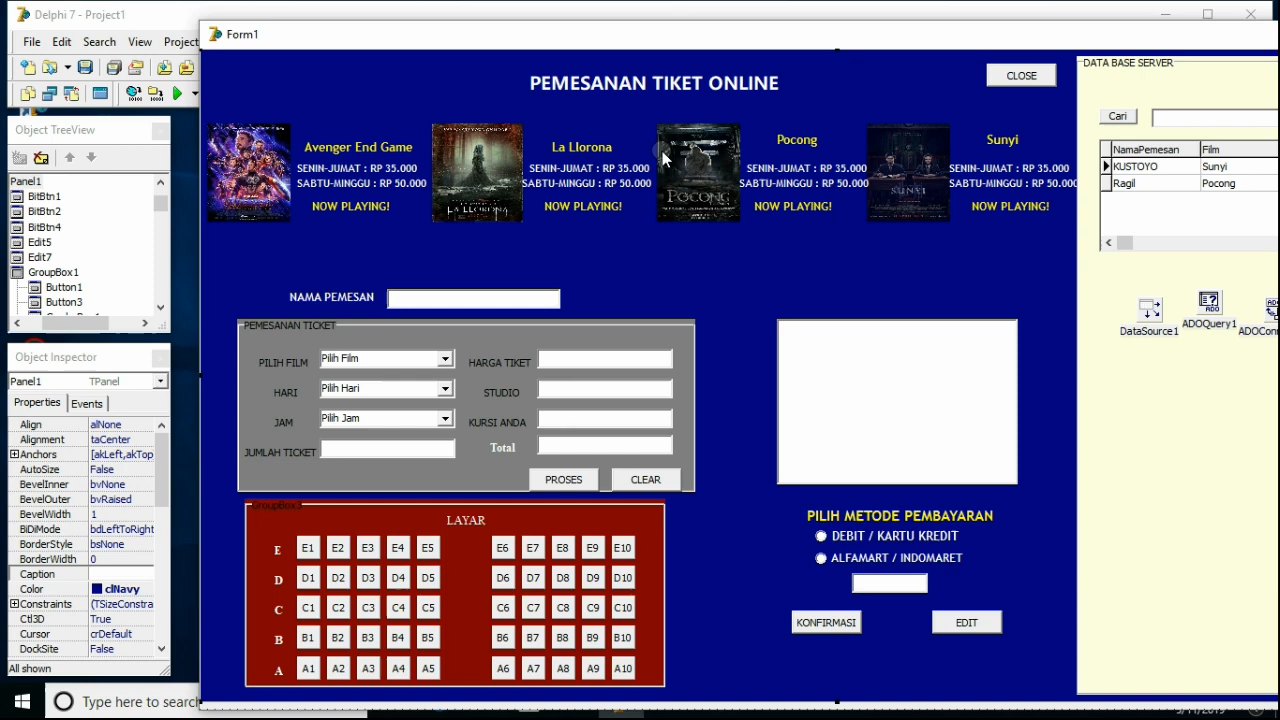 Delphi 7 - Project1
File Edit Search View Project
Form1
Object TreeView
Panel1
BitBtn1
BitBtn2
BitBtn4
Edit5
Edit7
GroupBox1
Button1
Button3
Object Inspector
Panel1 TPanel
Properties Events
Align alNone
Alignment taCenter
Anchors [akLeft,akTop
AutoSize False
BevelInner bvNone
BevelOuter bvRaised
BevelWidth 1
BiDiMode bdLeftToRight
BorderStyle bsNone
BorderWidth 0
Caption
Color clNavy
Constraints (TSizeConstra
Ctl3D True
Cursor crDefault
DockSite False
All shown
PEMESANAN TIKET ONLINE
CLOSE
Avenger End Game
SENIN-JUMAT : RP 35.000
SABTU-MINGGU : RP 50.000
NOW PLAYING!
LA LLORONA
La Llorona
SENIN-JUMAT : RP 35.000
SABTU-MINGGU : RP 50.000
NOW PLAYING!
POCONG
Pocong
SENIN-JUMAT : RP 35.000
SABTU-MINGGU : RP 50.000
NOW PLAYING!
SUNYI
Sunyi
SENIN-JUMAT : RP 35.000
SABTU-MINGGU : RP 50.000
NOW PLAYING!
NAMA PEMESAN
PEMESANAN TICKET
PILIH FILM Pilih Film HARGA TIKET
HARI Pilih Hari STUDIO
JAM Pilih Jam KURSI ANDA
JUMLAH TICKET Total
PROSES CLEAR
GroupBox3
LAYAR
E E1 E2 E3 E4 E5 E6 E7 E8 E9 E10
D D1 D2 D3 D4 D5 D6 D7 D8 D9 D10
C C1 C2 C3 C4 C5 C6 C7 C8 C9 C10
B B1 B2 B3 B4 B5 B6 B7 B8 B9 B10
A A1 A2 A3 A4 A5 A6 A7 A8 A9 A10
PILIH METODE PEMBAYARAN
DEBIT / KARTU KREDIT
ALFAMART / INDOMARET
KONFIRMASI EDIT
DATA BASE SERVER
Cari
NamaPemesan Film
KUSTOYO Sunyi
Ragil Pocong
DataSource1 ADOQuery1 ADOConn
Type here to search